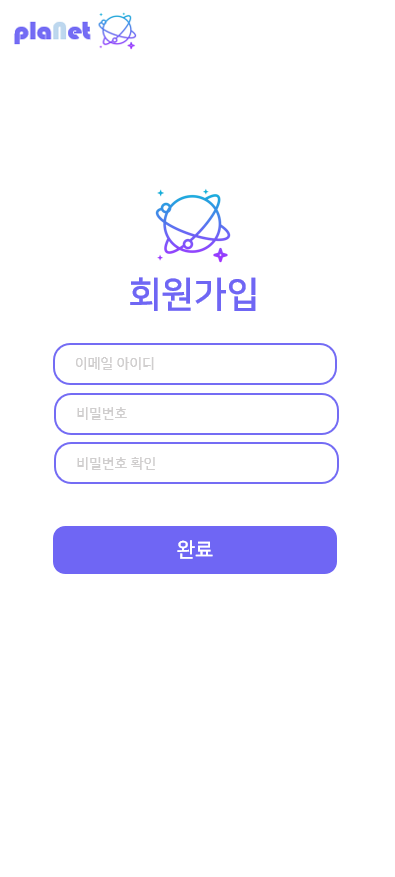 plaNet
회원가입
이메일 아이디
비밀번호
비밀번호 확인
완료